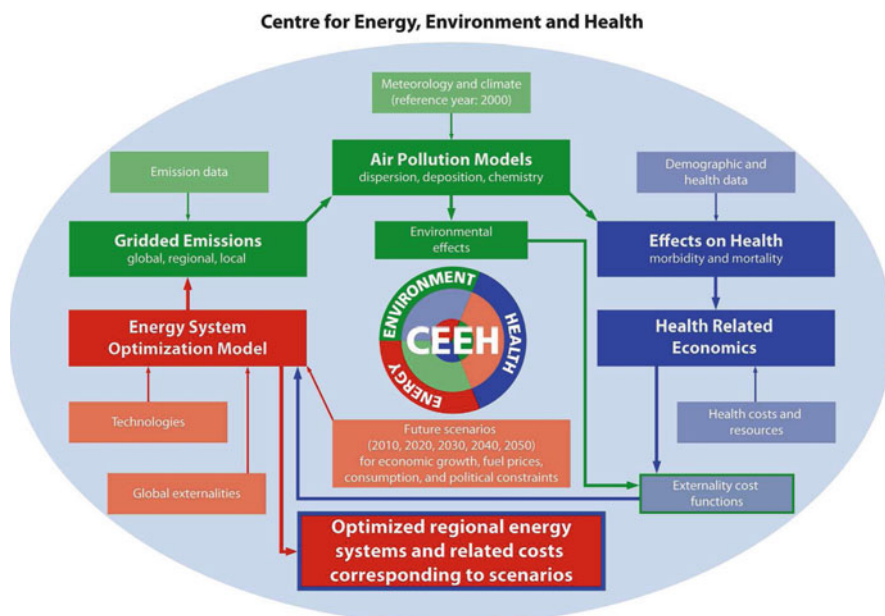 Centre for Energy, Environment and Health
Meteorology and climate
(reference year: 2000)
Air Pollution Models
dispersion, deposition, chemistry
Emission data
Demographic and
health data
Gridded Emissions
global, regional, local
Environmental
effects
Effects on Health
morbidity and mortality
Energy System
Optimization Model
ENVIRONMENT
HEALTH
ENERGY
CEEH
Health Related
Economics
Technologies
Future scenarios
(2010, 2020, 2030, 2040, 2050)
for economic growth, fuel prices,
consumption, and political constraints
Health costs and
resources
Global externalities
Externality cost
functions
Optimized regional energy
systems and related costs
corresponding to scenarios